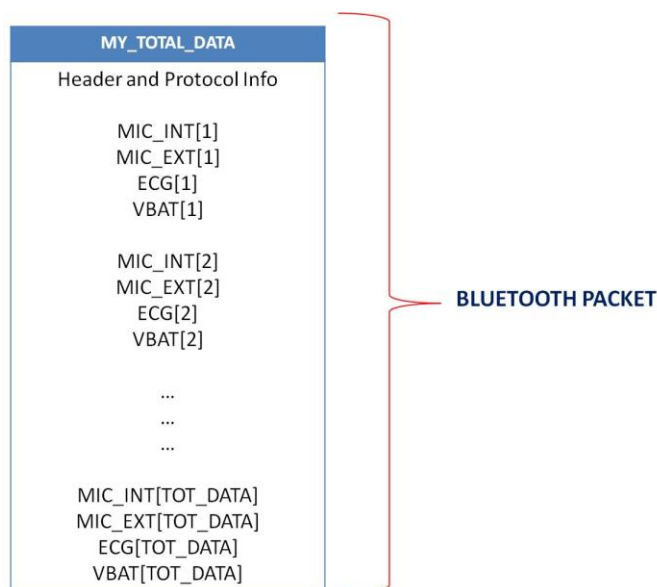 MY_TOTAL_DATA
Header and Protocol Info
MIC_INT[1]
MIC_EXT[1]
ECG[1]
VBAT[1]
MIC_INT[2]
MIC_EXT[2]
ECG[2]
VBAT[2]
...
...
...
MIC_INT[TOT_DATA]
MIC_EXT[TOT_DATA]
ECG[TOT_DATA]
VBAT[TOT_DATA]
BLUETOOTH PACKET